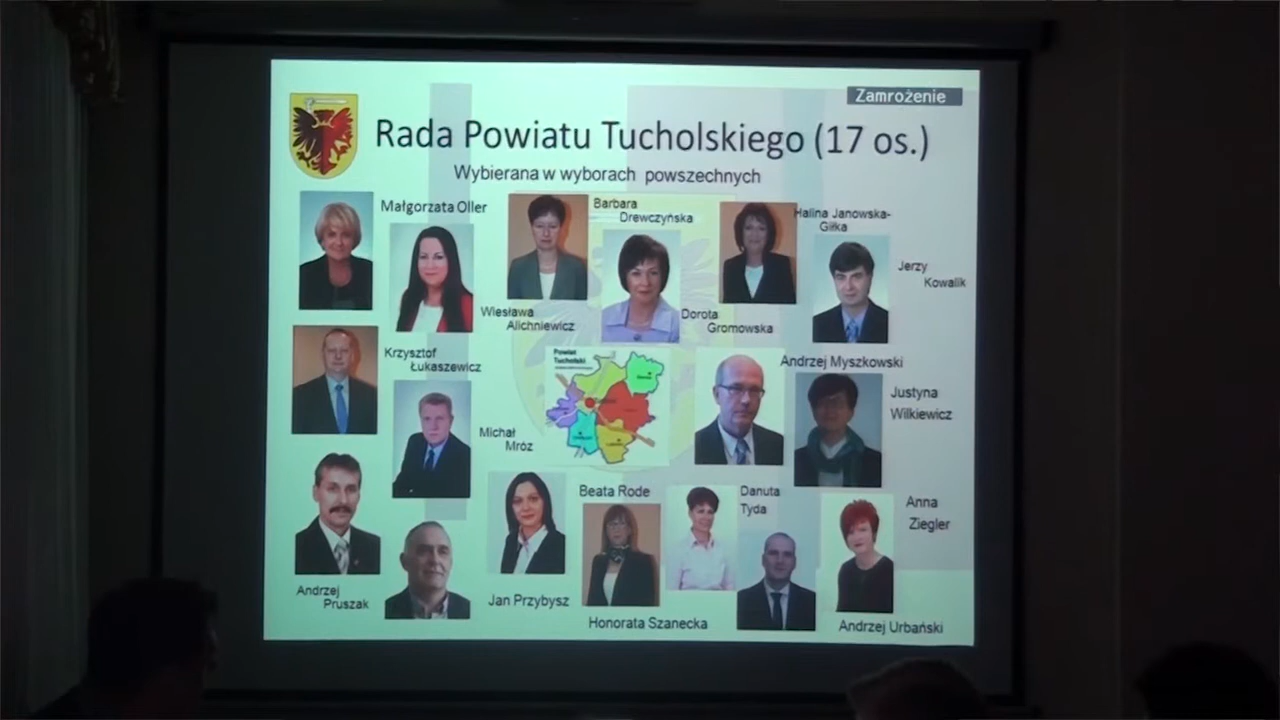 Zamrożenie
Rada Powiatu Tucholskiego (17 os.)
Wybierana w wyborach powszechnych
Małgorzata Oller
Barbara
Drewczyńska
Halina Janowska-
Giłka
Jerzy
Kowalik
Wiesława
Alichniewicz
Dorota
Gromowska
Krzysztof
Łukaszewicz
Powiat
Tucholski
Andrzej Myszkowski
Justyna
Wilkiewicz
Michał
Mróz
Beata Rode
Danuta
Tyda
Anna
Ziegler
Andrzej
Pruszak
Jan Przybysz
Honorata Szanecka
Andrzej Urbański